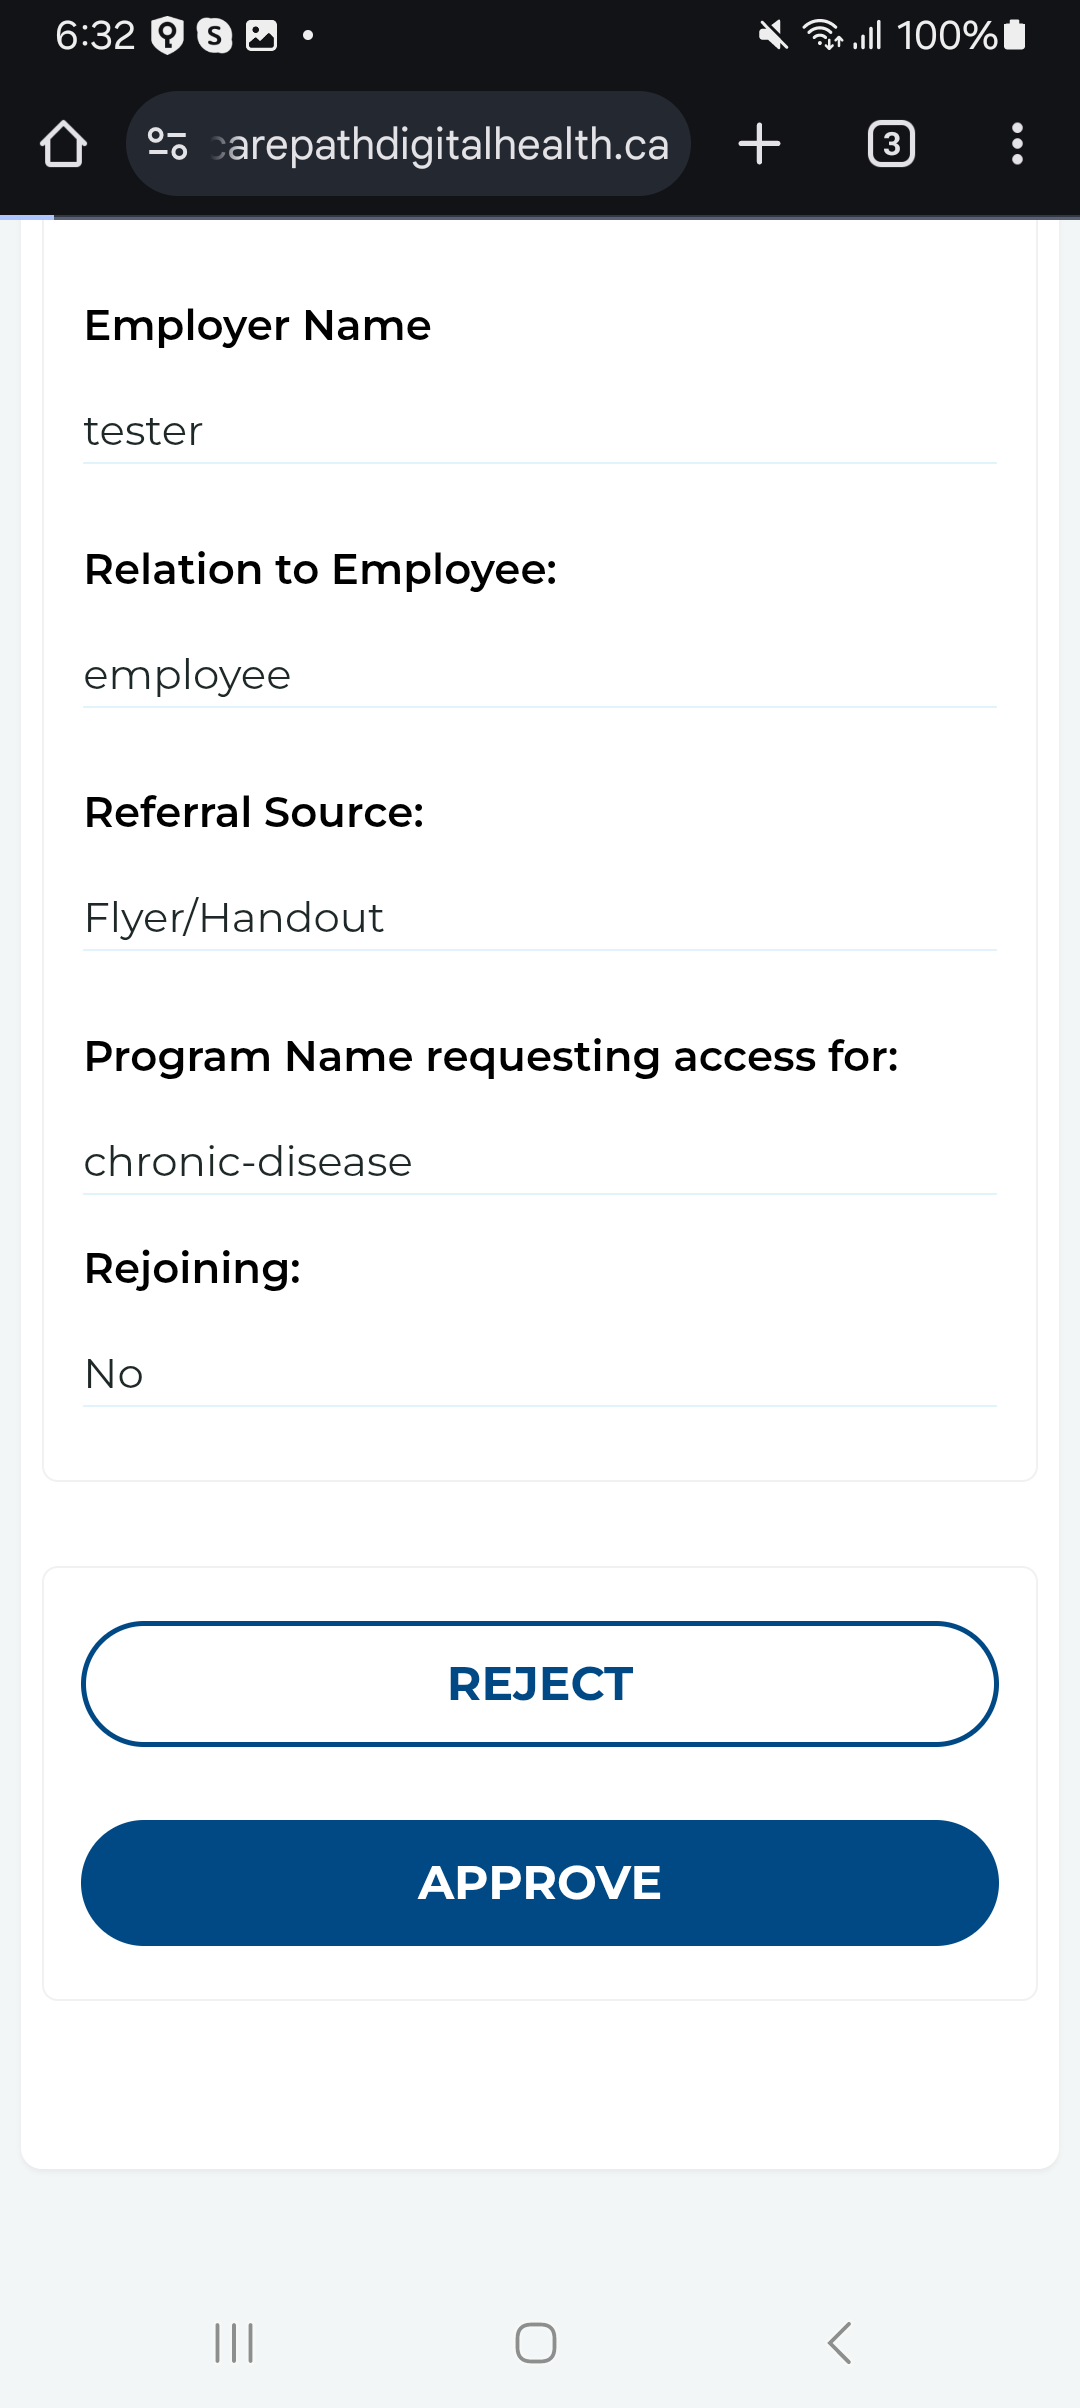 6:32 S 100%
carepathdigitalhealth.ca 3
Employer Name
tester
Relation to Employee:
employee
Referral Source:
Flyer/Handout
Program Name requesting access for:
chronic-disease
Rejoining:
No
REJECT
APPROVE